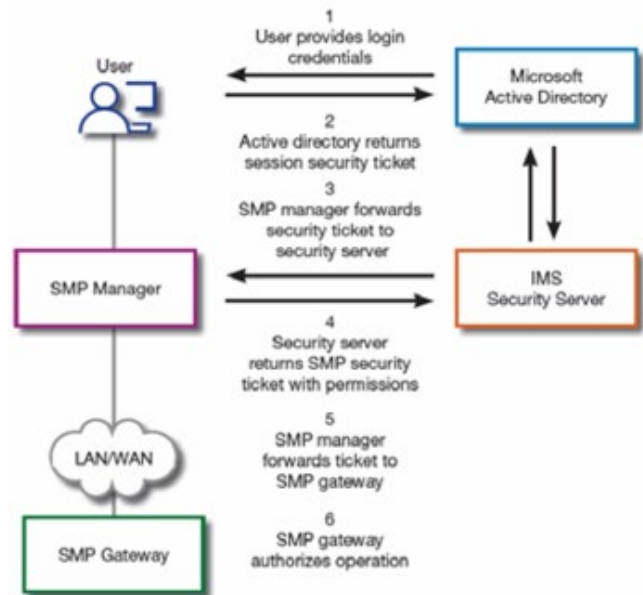 1
User provides login
credentials
User
Microsoft
Active Directory
2
Active directory returns
session security ticket
3
SMP manager forwards
security ticket to
security server
SMP Manager
IMS
Security Server
4
Security server
returns SMP security
ticket with permissions
5
SMP manager
forwards ticket to
SMP gateway
LAN/WAN
6
SMP gateway
authorizes operation
SMP Gateway